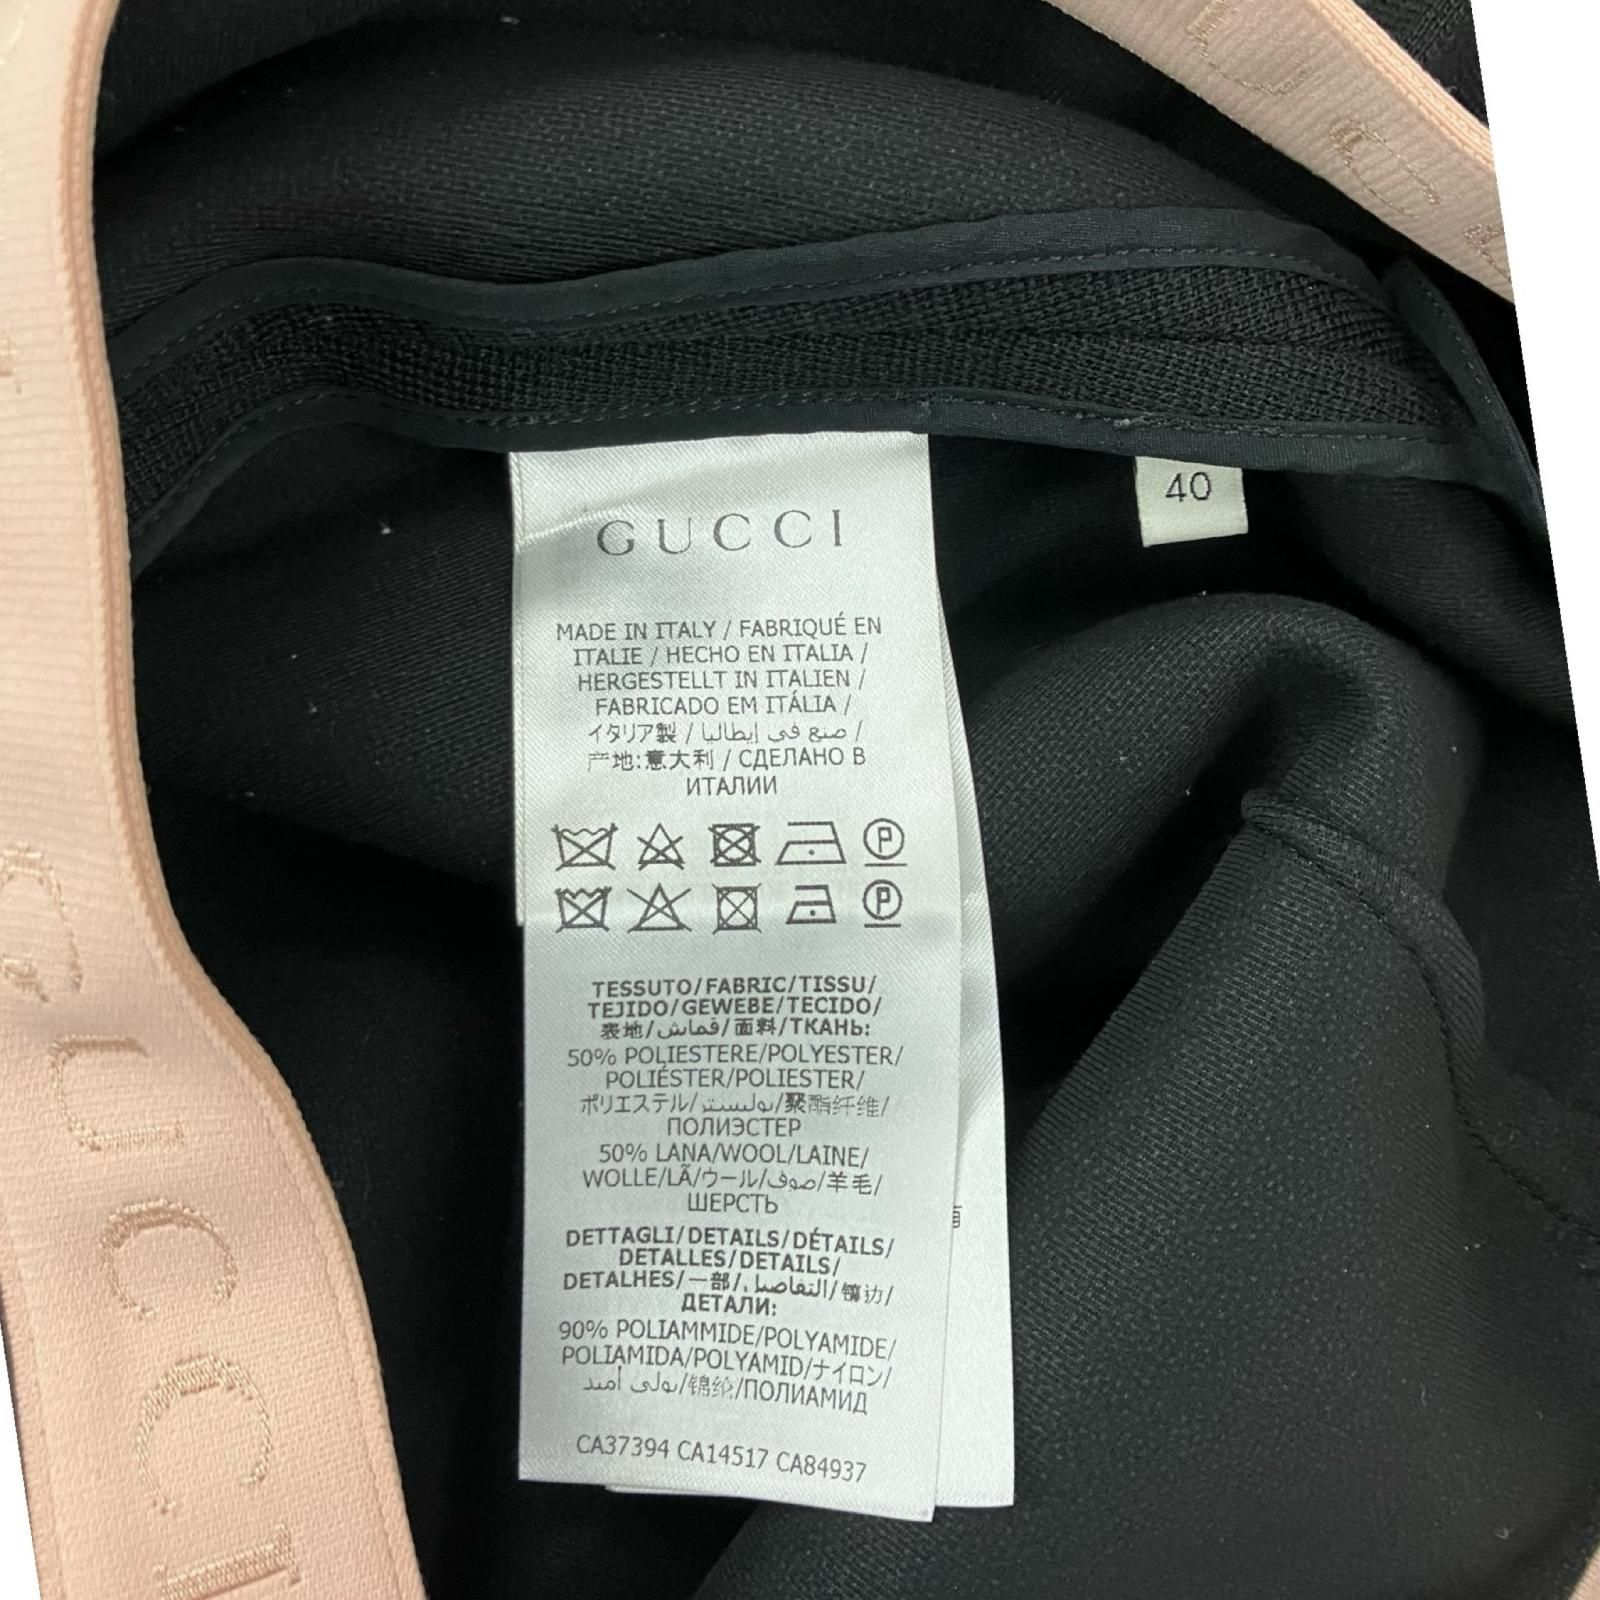 GUCCI
40
MADE IN ITALY / FABRIQUÉ EN
ITALIE / HECHO EN ITALIA /
HERGESTELLT IN ITALIEN /
FABRICADO EM ITÁLIA /
イタリア製 / صنع في إيطاليا /
产地:意大利 / СДЕЛАНО В
ИТАЛИИ
P
P
TESSUTO/FABRIC/TISSU/
TEJIDO/GEWEBE/TECIDO/
表地/قماش/面料/ТКАНЬ:
50% POLIESTERE/POLYESTER/
POLIÉSTER/POLIESTER/
ポリエステル/بوليستر/聚酯纤维/
ПОЛИЭСТЕР
50% LANA/WOOL/LAINE/
WOLLE/LÃ/ウール/صوف/羊毛/
ШЕРСТЬ
DETTAGLI/DETAILS/DÉTAILS/
DETALLES/DETAILS/
DETALHES/一部/التفاصيل/镶边/
ДЕТАЛИ:
90% POLIAMMIDE/POLYAMIDE/
POLIAMIDA/POLYAMID/ナイロン/
بولي أميد/锦纶/ПОЛИАМИД
CA37394 CA14517 CA84937
GUCCI